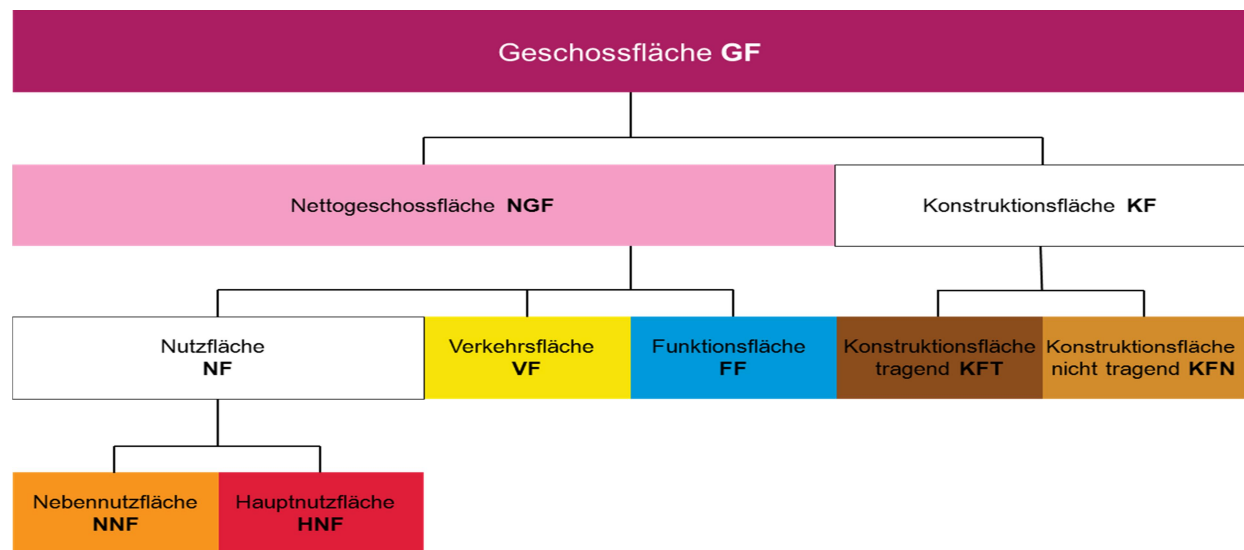 Geschossfläche GF
Nettogeschossfläche NGF
Konstruktionsfläche KF
Nutzfläche
NF
Verkehrsfläche
VF
Funktionsfläche
FF
Konstruktionsfläche
tragend KFT
Konstruktionsfläche
nicht tragend KFN
Nebennutzfläche
NNF
Hauptnutzfläche
HNF